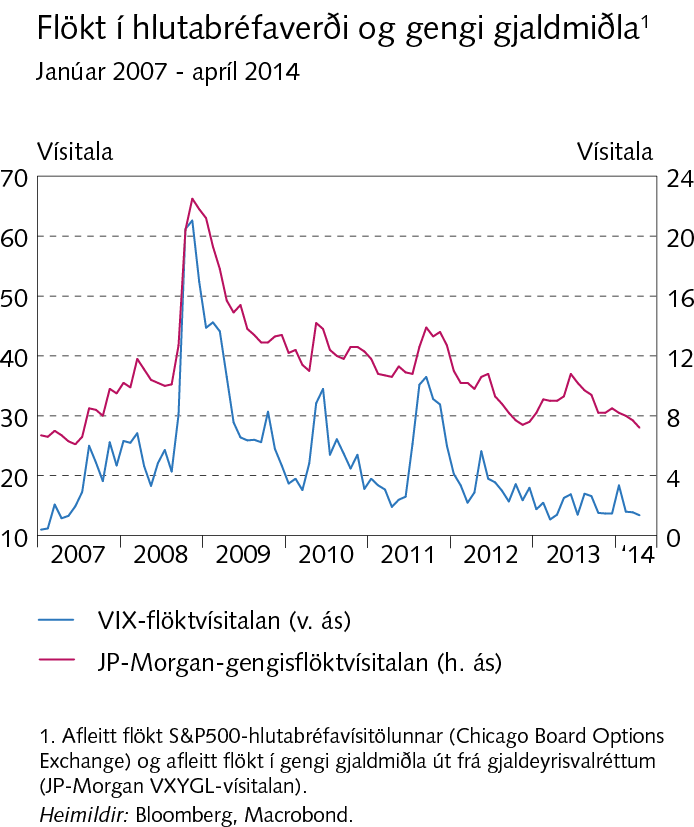 Flökt í hlutabréfaverði og gengi gjaldmiðla¹
Janúar 2007 - apríl 2014
Vísitala Vísitala
70 24
60 20
50 16
40 12
30 8
20 4
10 0
2007 2008 2009 2010 2011 2012 2013 ‘14
VIX-flöktvísitalan (v. ás)
JP-Morgan-gengisflöktvísitalan (h. ás)
1. Afleitt flökt S&P500-hlutabréfavísitölunnar (Chicago Board Options
Exchange) og afleitt flökt í gengi gjaldmiðla út frá gjaldeyrisvalréttum
(JP-Morgan VXYGL-vísitalan).
Heimildir: Bloomberg, Macrobond.